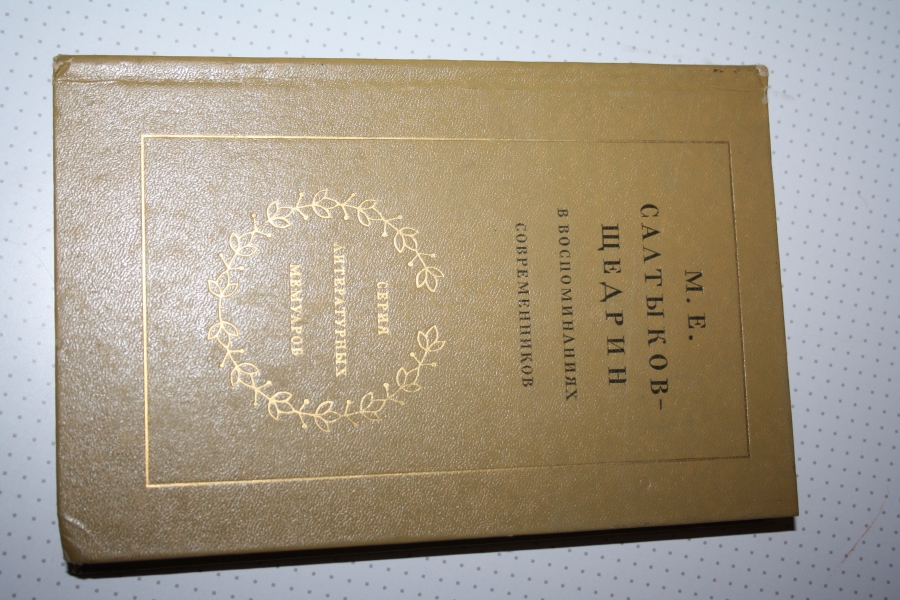 М. Е.
САЛТЫКОВ-
ЩЕДРИН
В ВОСПОМИНАНИЯХ
СОВРЕМЕННИКОВ
СЕРИЯ
ЛИТЕРАТУРНЫХ
МЕМУАРОВ